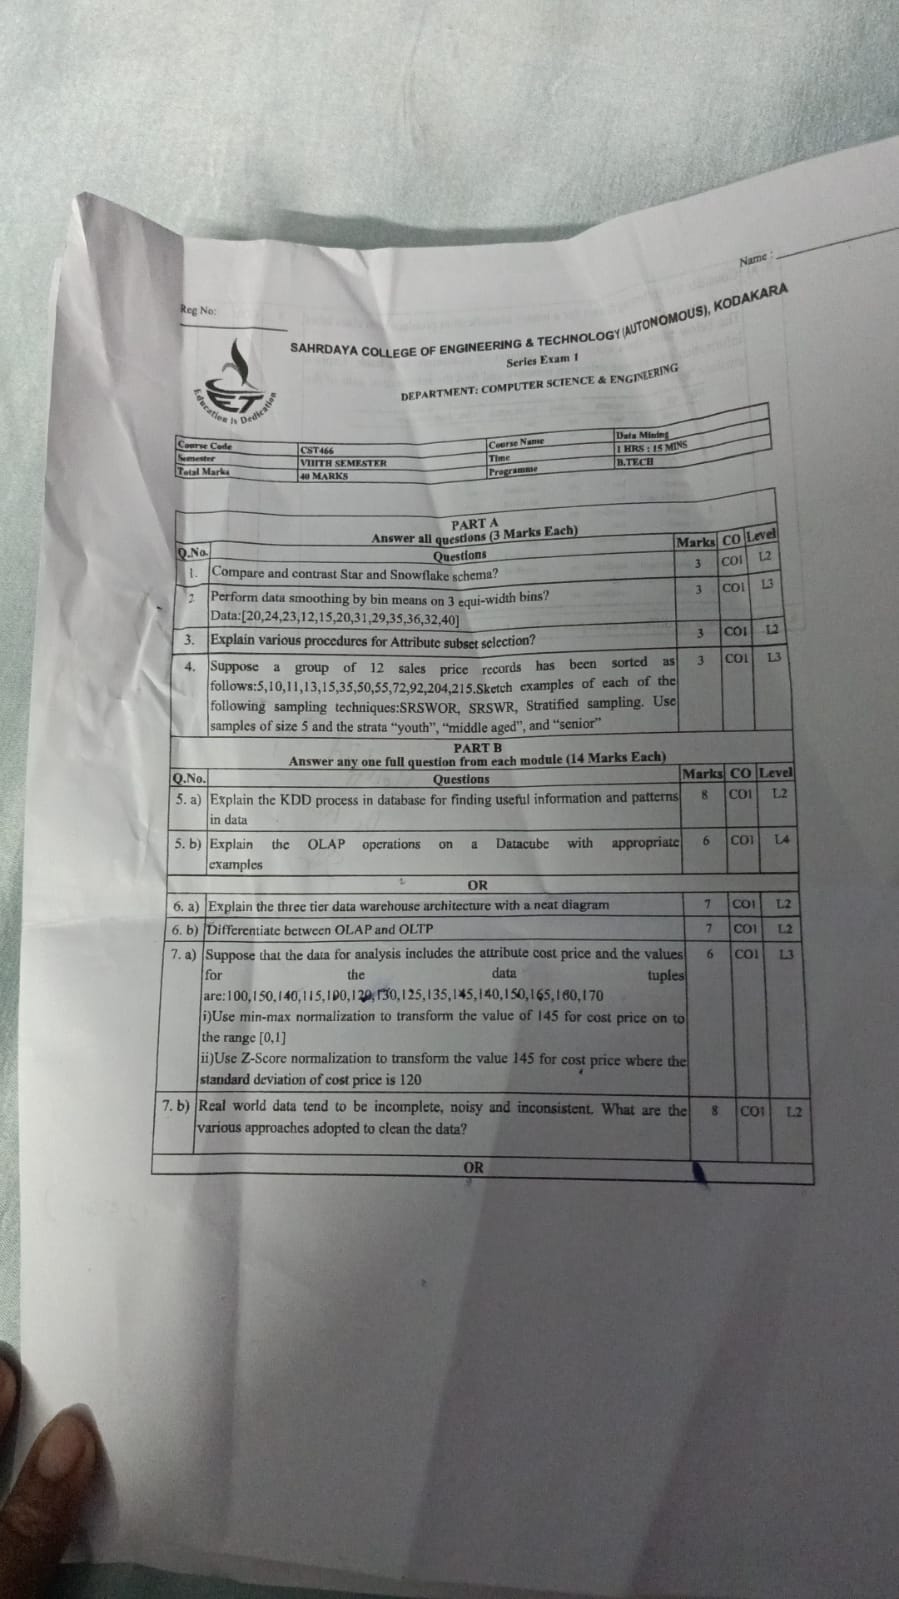 Name :
Reg No:
SAHRDAYA COLLEGE OF ENGINEERING & TECHNOLOGY (AUTONOMOUS), KODAKARA
Series Exam 1
DEPARTMENT: COMPUTER SCIENCE & ENGINEERING
Education is Dedication
Course Code CST466 Course Name Data Mining
Semester VIIITH SEMESTER Time 1 HRS : 15 MINS
Total Marks 40 MARKS Programme B.TECH
PART A
Answer all questions (3 Marks Each)
Q.No. Questions Marks CO Level
1. Compare and contrast Star and Snowflake schema? 3 CO1 L2
2 Perform data smoothing by bin means on 3 equi-width bins? 3 CO1 L3
Data:[20,24,23,12,15,20,31,29,35,36,32,40]
3. Explain various procedures for Attribute subset selection? 3 CO1 L2
4. Suppose a group of 12 sales price records has been sorted as 3 CO1 L3
follows:5,10,11,13,15,35,50,55,72,92,204,215.Sketch examples of each of the
following sampling techniques:SRSWOR, SRSWR, Stratified sampling. Use
samples of size 5 and the strata "youth", "middle aged", and "senior"
PART B
Answer any one full question from each module (14 Marks Each)
Q.No. Questions Marks CO Level
5. a) Explain the KDD process in database for finding useful information and patterns 8 CO1 L2
in data
5. b) Explain the OLAP operations on a Datacube with appropriate 6 CO1 L4
examples
OR
6. a) Explain the three tier data warehouse architecture with a neat diagram 7 CO1 L2
6. b) Differentiate between OLAP and OLTP 7 CO1 L2
7. a) Suppose that the data for analysis includes the attribute cost price and the values 6 CO1 L3
for the data tuples
are:100,150,140,115,100,120,130,125,135,145,140,150,165,160,170
i)Use min-max normalization to transform the value of 145 for cost price on to
the range [0,1]
ii)Use Z-Score normalization to transform the value 145 for cost price where the
standard deviation of cost price is 120
7. b) Real world data tend to be incomplete, noisy and inconsistent. What are the 8 CO1 L2
various approaches adopted to clean the data?
OR